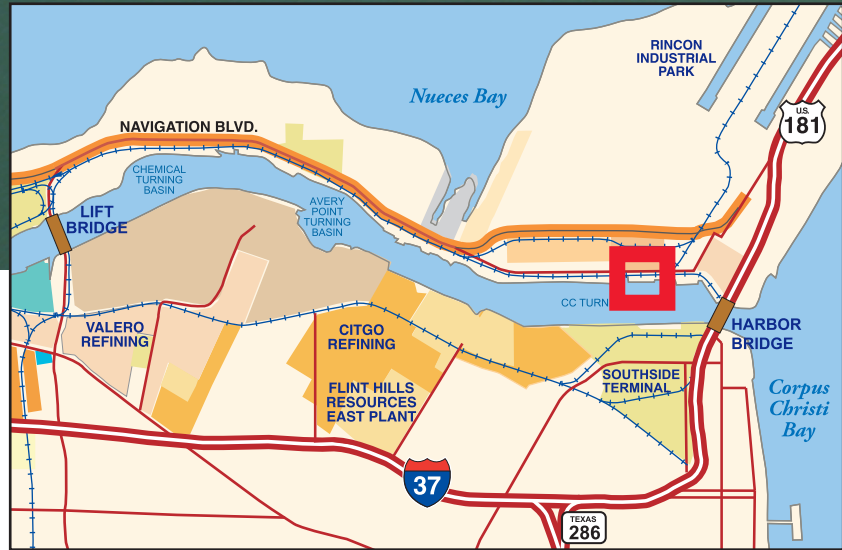 RINCON
INDUSTRIAL
PARK
Nueces Bay
U.S.
181
NAVIGATION BLVD.
CHEMICAL
TURNING
BASIN
AVERY
POINT
TURNING
BASIN
LIFT
BRIDGE
CC TURN
VALERO
REFINING
CITGO
REFINING
HARBOR
BRIDGE
FLINT HILLS
RESOURCES
EAST PLANT
SOUTHSIDE
TERMINAL
Corpus
Christi
Bay
37
TEXAS
286